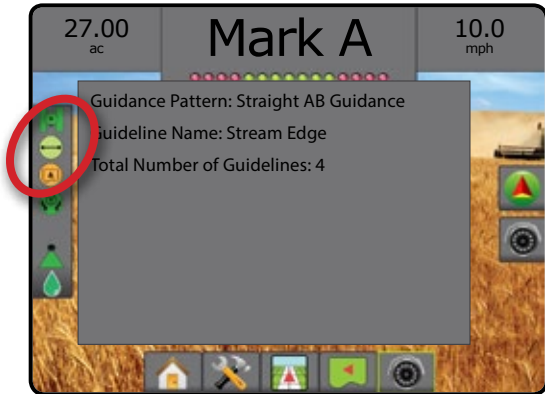 27.00
ac
Mark A
10.0
mph
Guidance Pattern: Straight AB Guidance
Guideline Name: Stream Edge
Total Number of Guidelines: 4